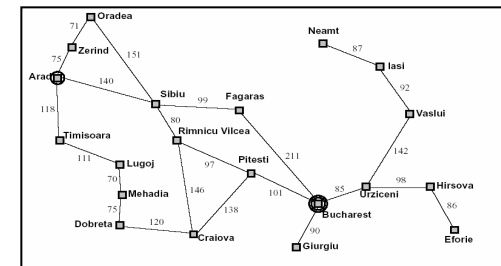 Oradea
71
Neamt
Zerind
87
151
75
Iasi
Arad
140
92
Sibiu
Fagaras
99
118
Vaslui
80
Timisoara
Rimnicu Vilcea
142
111
211
Lugoj
97
Pitesti
70
98
Hirsova
85
146
101
Urziceni
Mehadia
138
86
75
Bucharest
120
90
Dobreta
Craiova
Eforie
Giurgiu